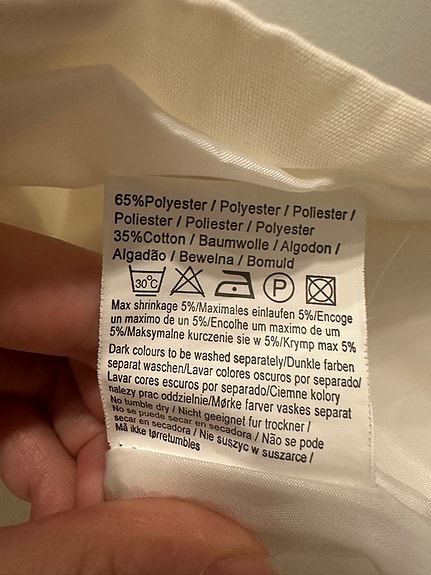 65%Polyester / Polyester / Poliester /
Poliester / Poliester / Polyester
35%Cotton / Baumwolle / Algodon /
Algadão / Bewelna / Bomuld
30°C P
Max shrinkage 5%/Maximales einlaufen 5%/Encoge
un maximo de un 5%/Encolhe um maximo de um
5%/Maksymalne kurczenie sie w 5%/Krymp max 5%
Dark colours to be washed separately/Dunkle farben
separat waschen/Lavar colores oscuros por separado/
Lavar cores escuros por separado/Ciemne kolory
nalezy prac oddzielnie/Mørke farver vaskes separat
No tumble dry / Nicht geeignet fur trockner /
No se puede secar en secadora / Não se pode
secar en secadora / Nie suszyc w suszarce /
Må ikke tørretumbles